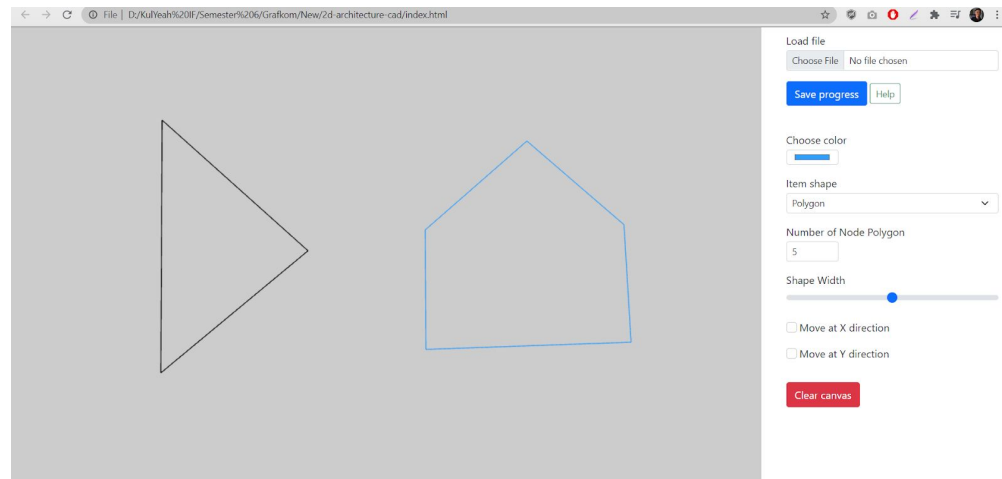 File | D:/KulYeah%20IF/Semester%206/Grafkom/New/2d-architecture-cad/index.html
Load file
Choose File No file chosen
Save progress Help
Choose color
Item shape
Polygon
Number of Node Polygon
5
Shape Width
Move at X direction
Move at Y direction
Clear canvas